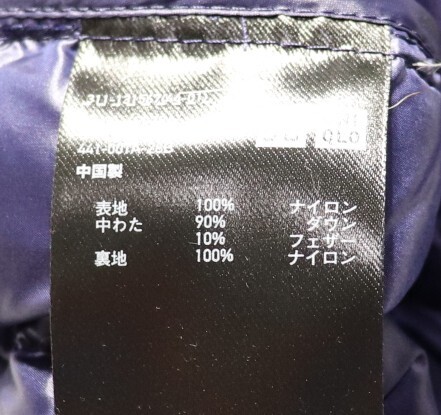 中国製
表地 100% ナイロン
中わた 90% ダウン
10% フェザー
裏地 100% ナイロン